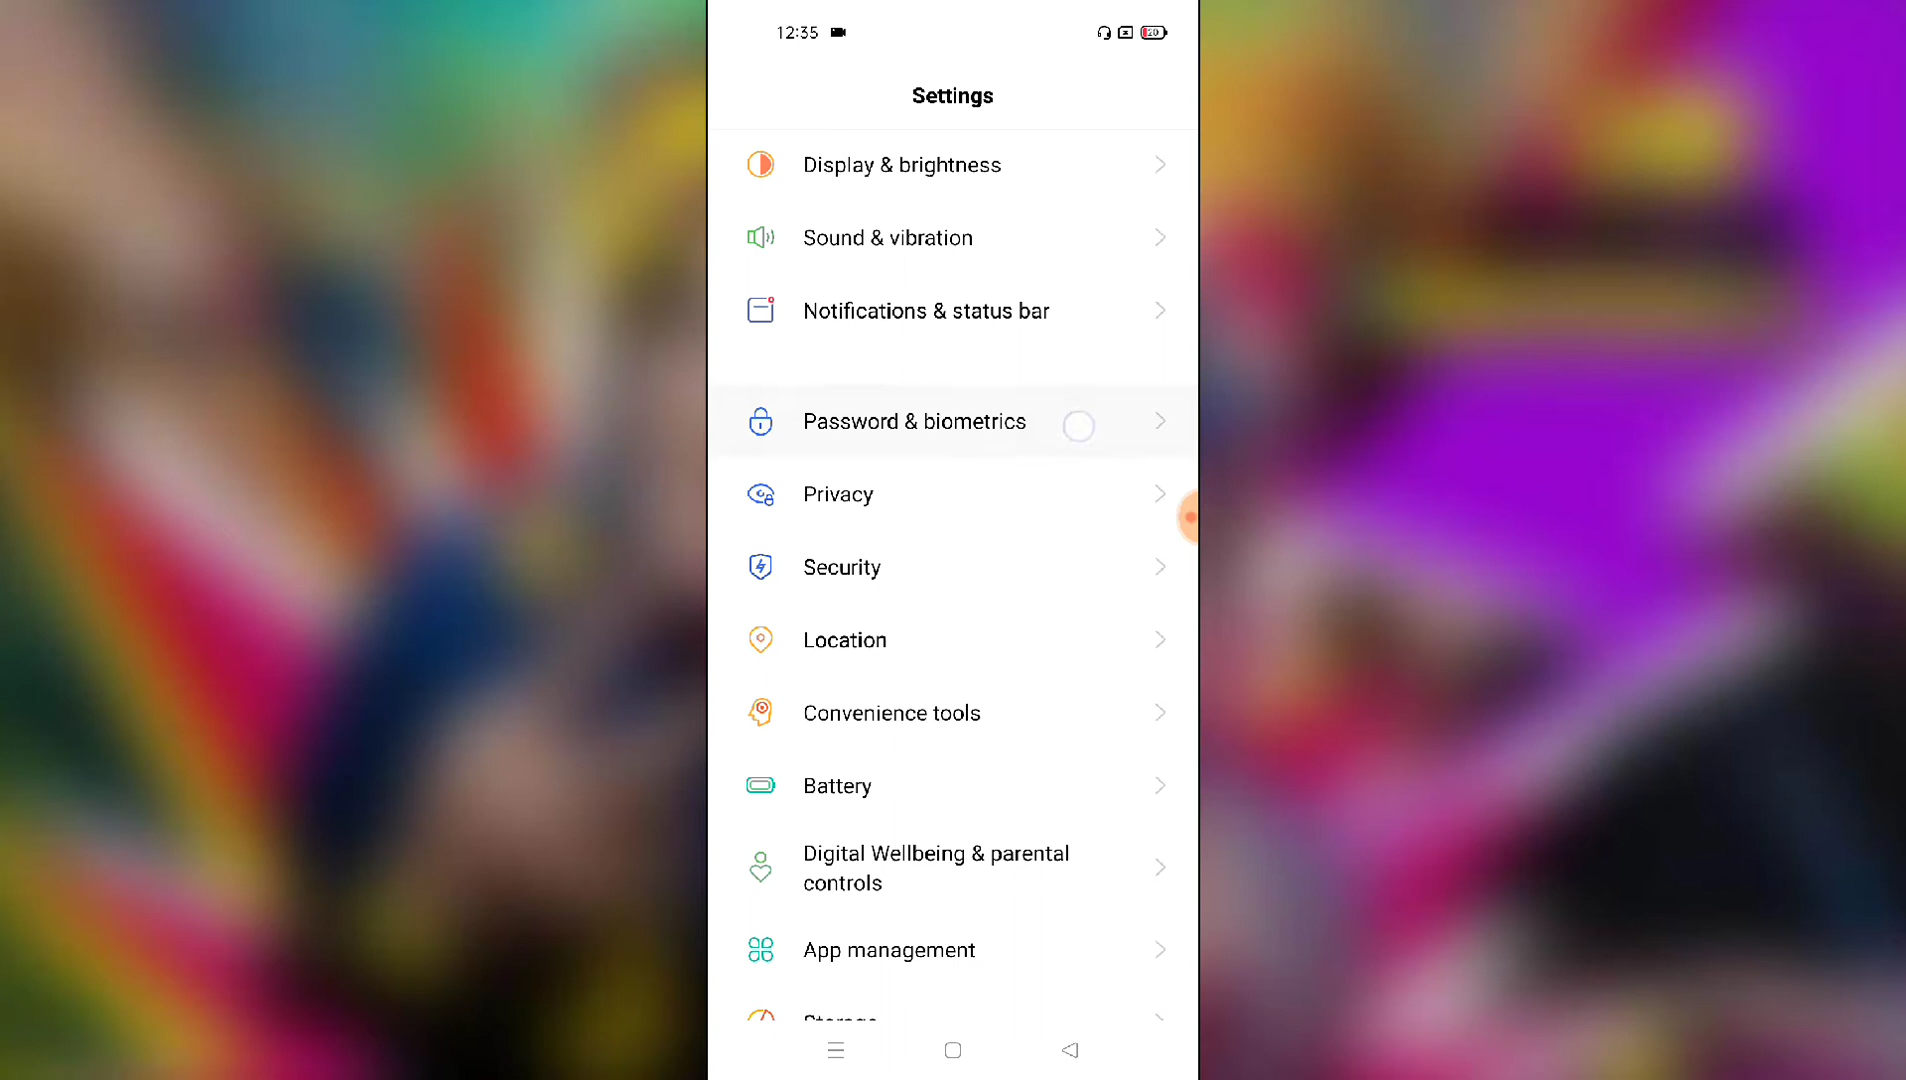 12:35
20
Settings
Display & brightness
Sound & vibration
Notifications & status bar
Password & biometrics
Privacy
Security
Location
Convenience tools
Battery
Digital Wellbeing & parental
controls
App management
Storage